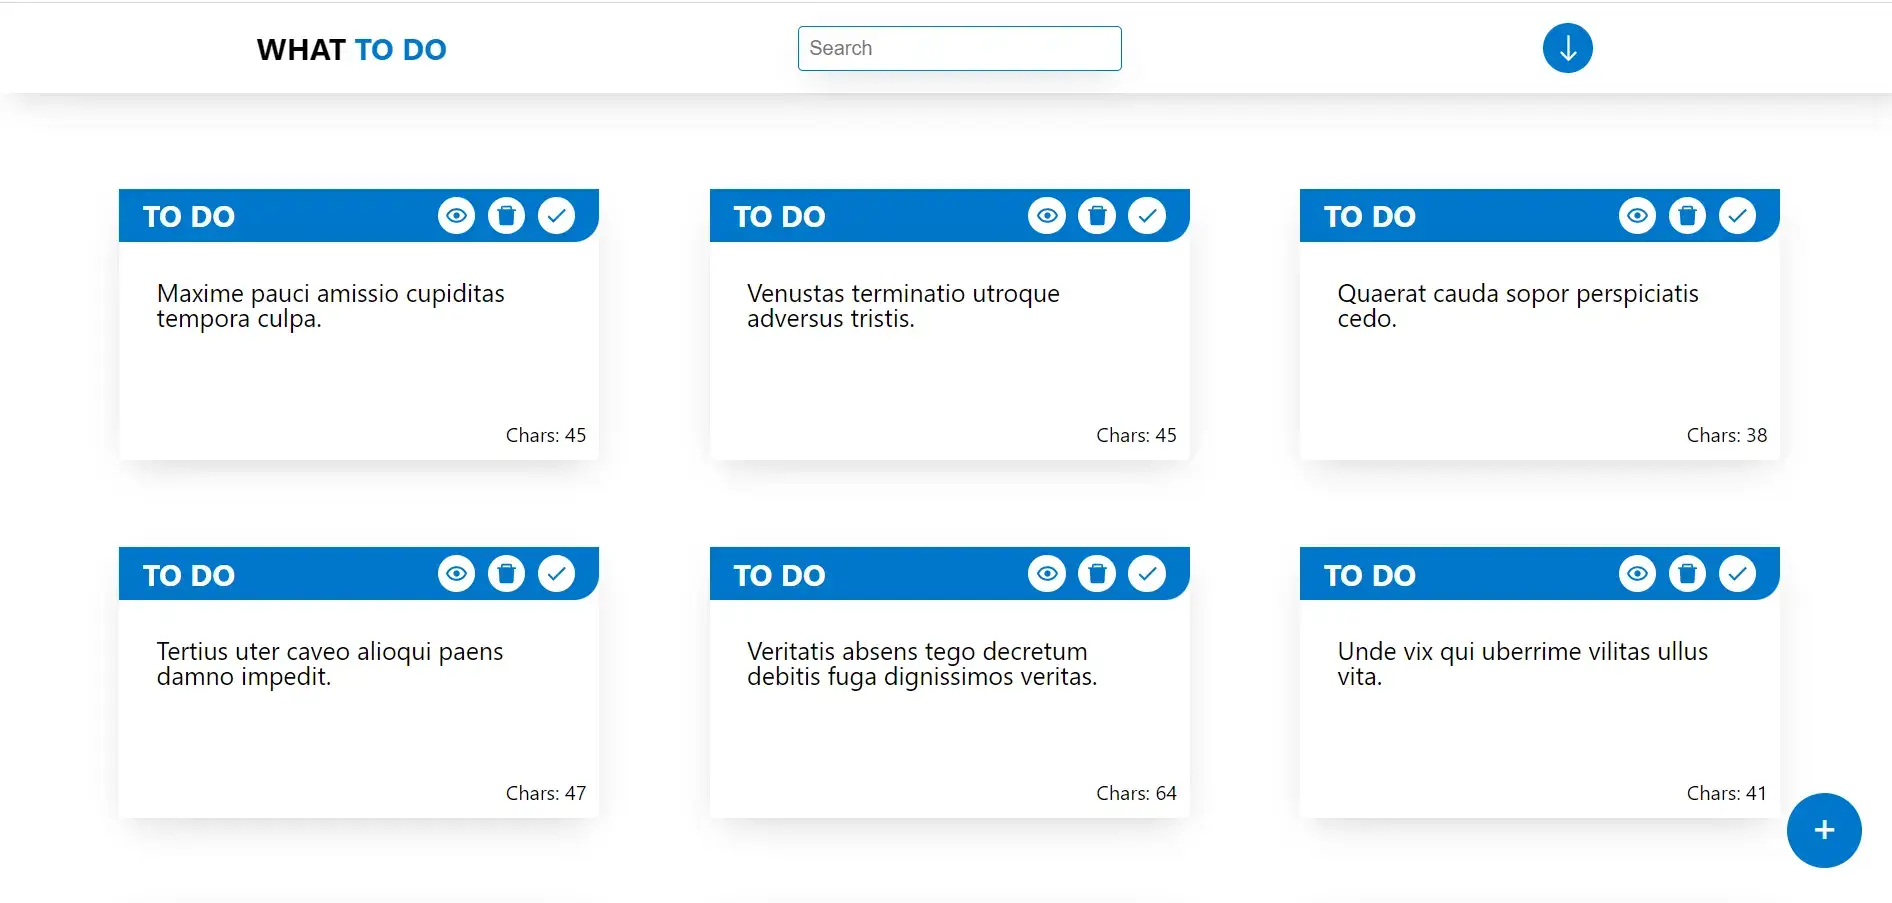 WHAT TO DO
Search
TO DO
Maxime pauci amissio cupiditas
tempora culpa.
Chars: 45
TO DO
Venustas terminatio utroque
adversus tristis.
Chars: 45
TO DO
Quaerat cauda sopor perspiciatis
cedo.
Chars: 38
TO DO
Tertius uter caveo alioqui paens
damno impedit.
Chars: 47
TO DO
Veritatis absens tego decretum
debitis fuga dignissimos veritas.
Chars: 64
TO DO
Unde vix qui uberrime vilitas ullus
vita.
Chars: 41